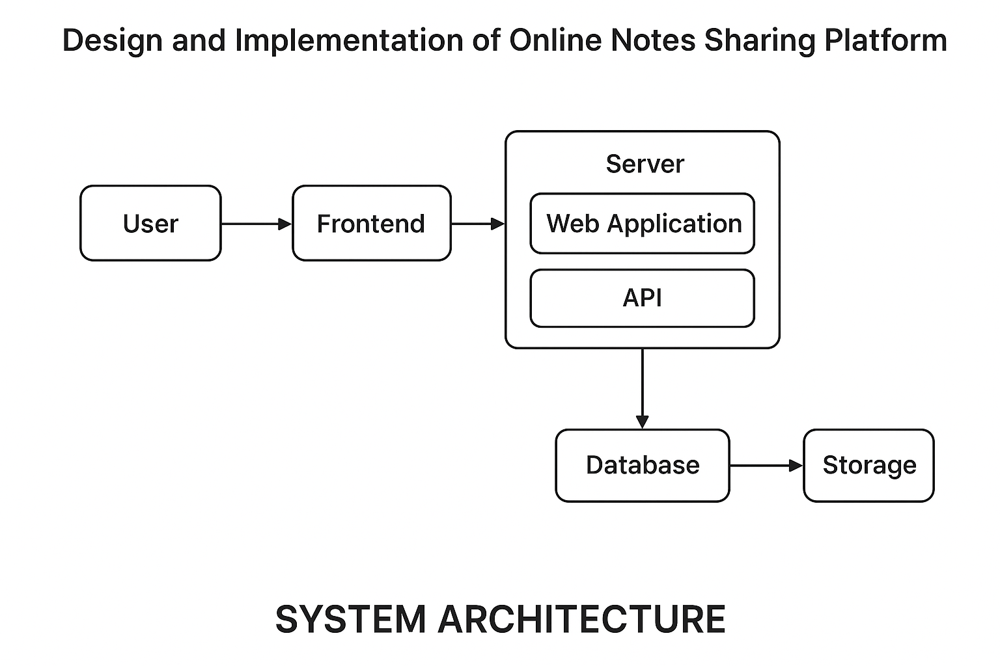 Design and Implementation of Online Notes Sharing Platform
Server
User
Frontend
Web Application
API
Database
Storage
SYSTEM ARCHITECTURE